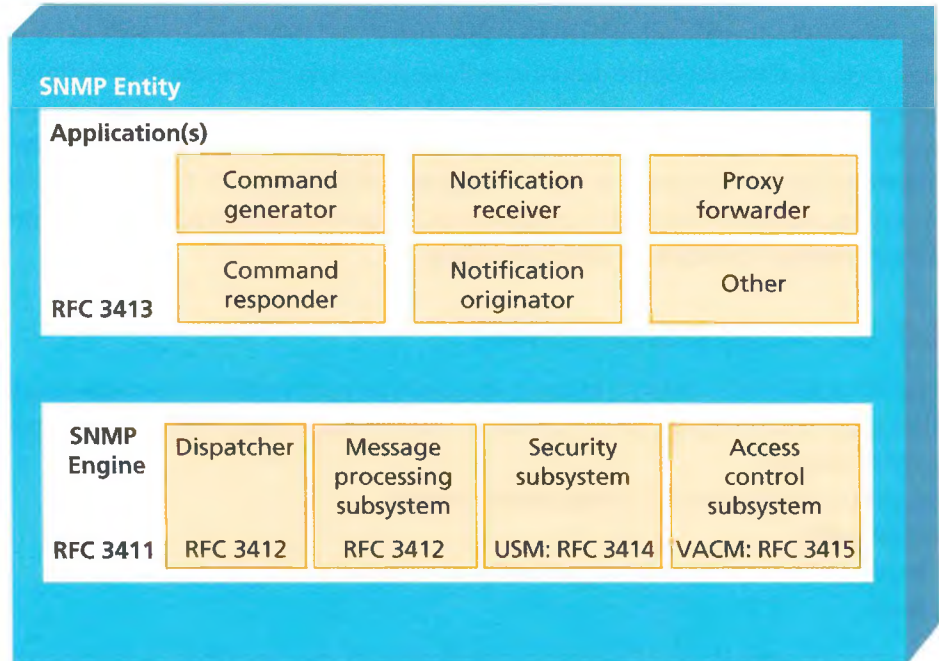 SNMP Entity
Application(s)
Command
generator
Notification
receiver
Proxy
forwarder
Command
responder
Notification
originator
Other
RFC 3413
SNMP
Engine
RFC 3411
Dispatcher
RFC 3412
Message
processing
subsystem
RFC 3412
Security
subsystem
USM: RFC 3414
Access
control
subsystem
VACM: RFC 3415